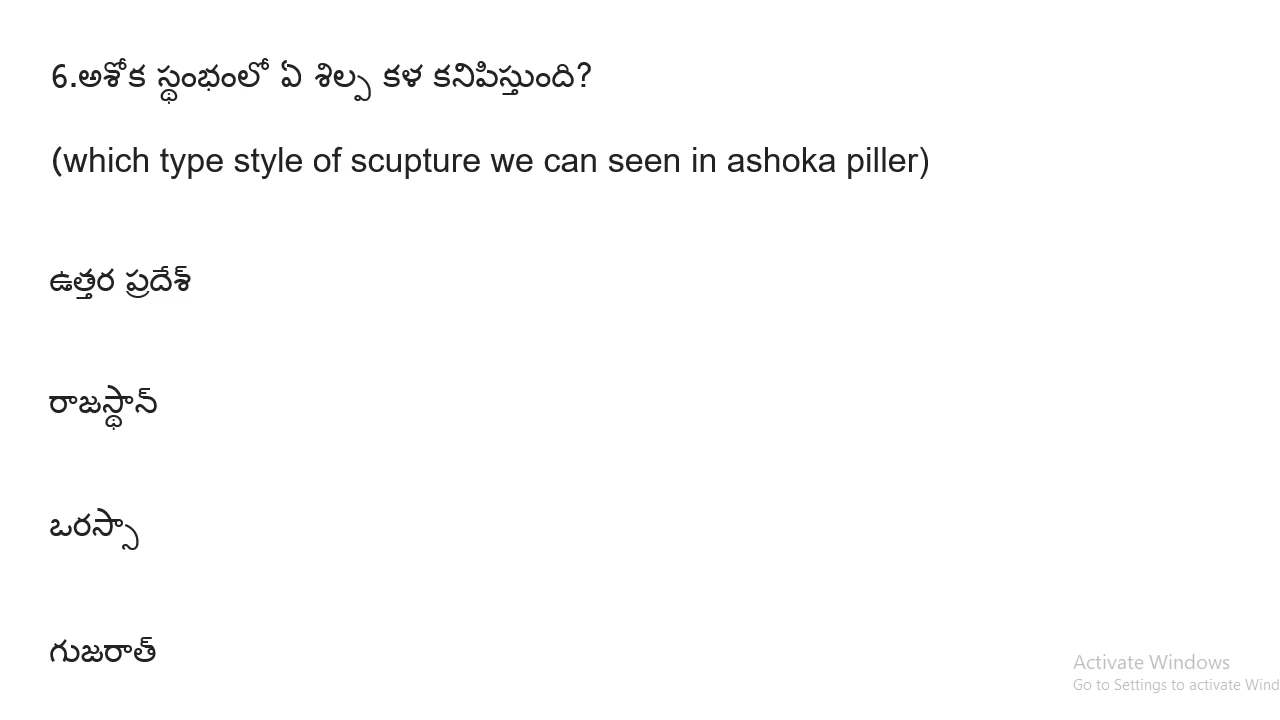 6.అశోక స్థంభంలో ఏ శిల్ప కళ కనిపిస్తుంది?
(which type style of scupture we can seen in ashoka piller)
ఉత్తర ప్రదేశ్
రాజస్థాన్
ఒరస్సా
గుజరాత్
Activate Windows
Go to Settings to activate Wind